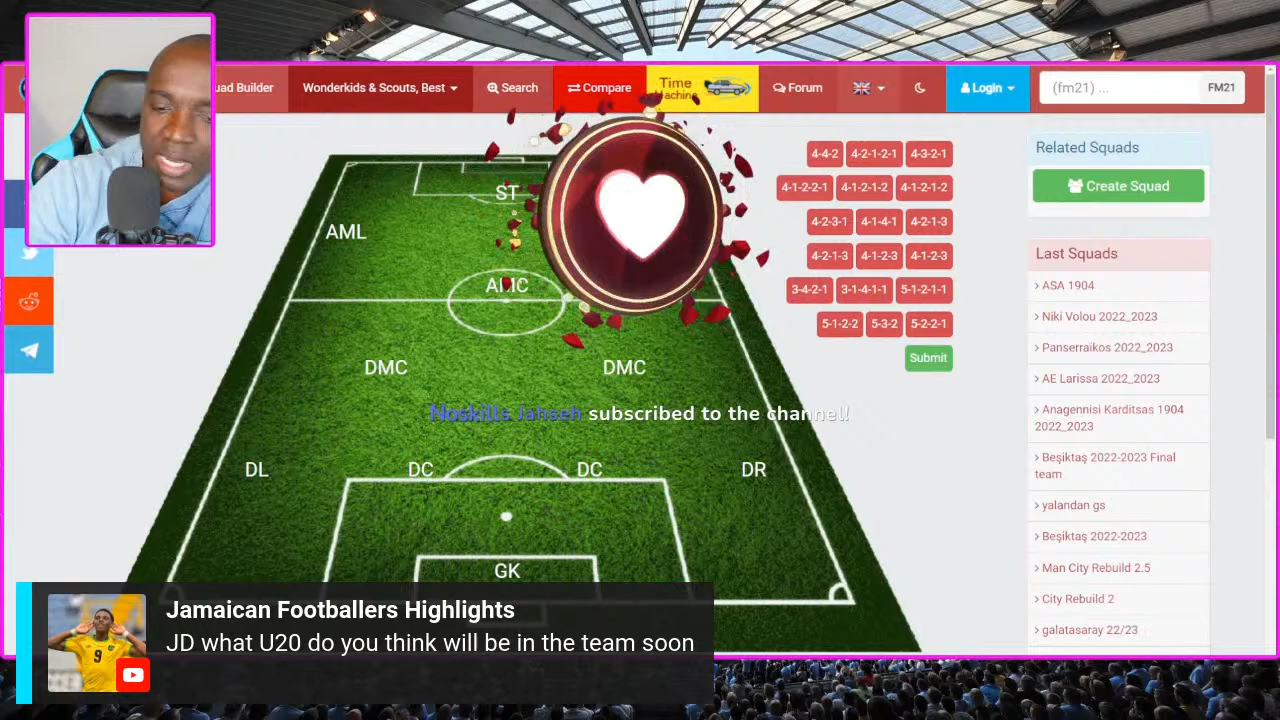 uad Builder
Wonderkids & Scouts, Best
Search
Compare
Time Machine
Forum
Login
(fm21) ...
FM21
ST
AML
AMC
DMC
DMC
DL
DC
DC
DR
GK
4-4-2
4-2-1-2-1
4-3-2-1
4-1-2-2-1
4-1-2-1-2
4-1-2-1-2
4-2-3-1
4-1-4-1
4-2-1-3
4-2-1-3
4-1-2-3
4-1-2-3
3-4-2-1
3-1-4-1-1
5-1-2-1-1
5-1-2-2
5-3-2
5-2-2-1
Submit
Related Squads
Create Squad
Last Squads
ASA 1904
Niki Volou 2022_2023
Panserraikos 2022_2023
AE Larissa 2022_2023
Anagennisi Karditsas 1904
2022_2023
Beşiktaş 2022-2023 Final
team
yalandan gs
Beşiktaş 2022-2023
Man City Rebuild 2.5
City Rebuild 2
galatasaray 22/23
Noskills Jahseh subscribed to the channel!
Jamaican Footballers Highlights
JD what U20 do you think will be in the team soon
9